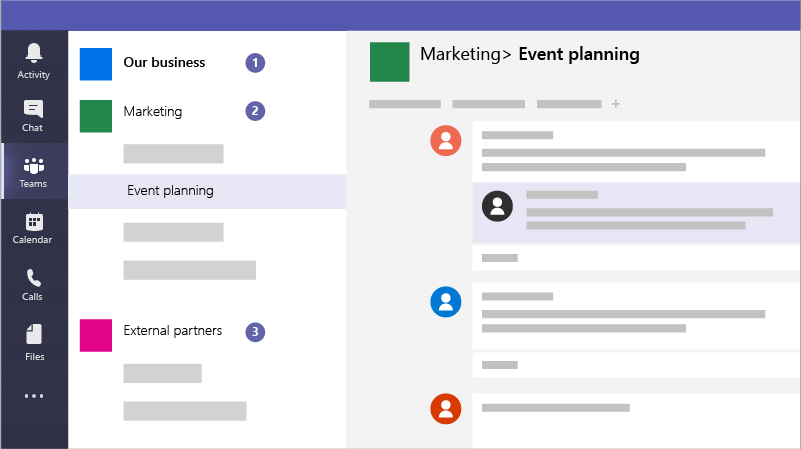 Activity
Chat
Teams
Calendar
Calls
Files
Our business 1
Marketing 2
Event planning
External partners 3
Marketing> Event planning